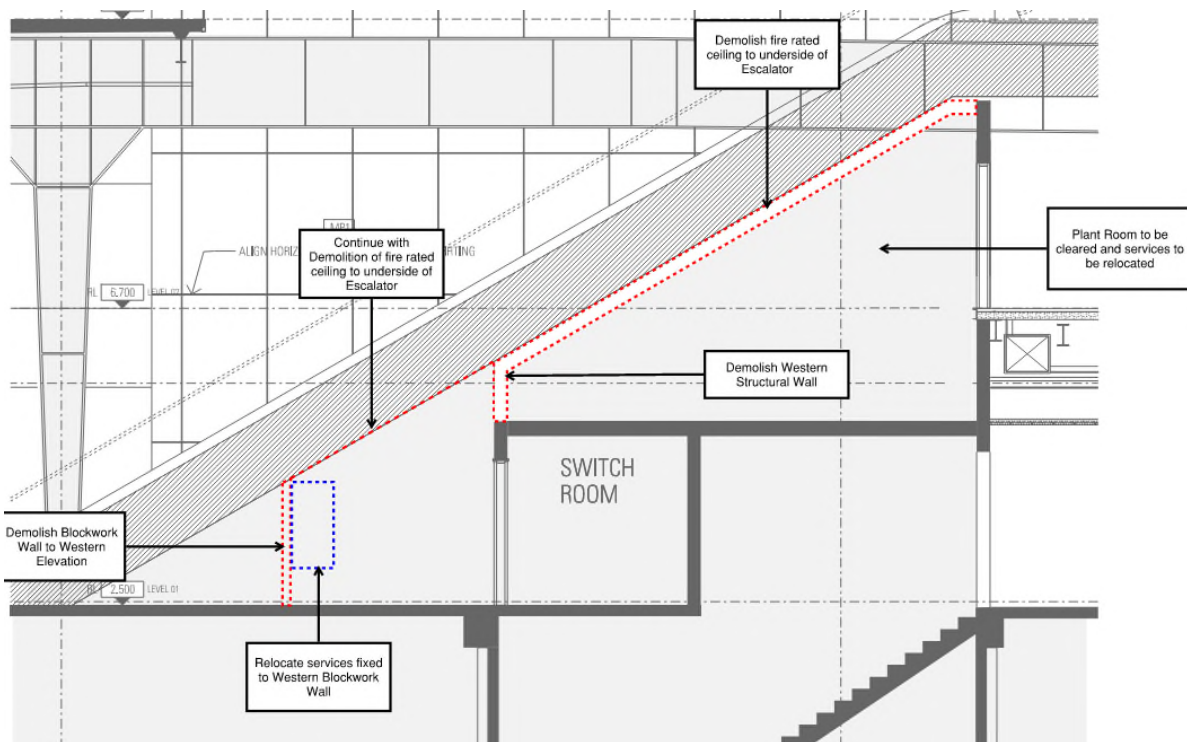 Demolish fire rated
ceiling to underside of
Escalator
Plant Room to be
cleared and services to
be relocated
ALIGN HORIZ
Continue with
Demolition of fire rated
ceiling to underside of
Escalator
RL 6,700 LEVEL 02
Demolish Western
Structural Wall
SWITCH
ROOM
Demolish Blockwork
Wall to Western
Elevation
RL 2,500 LEVEL 01
Relocate services fixed
to Western Blockwork
Wall